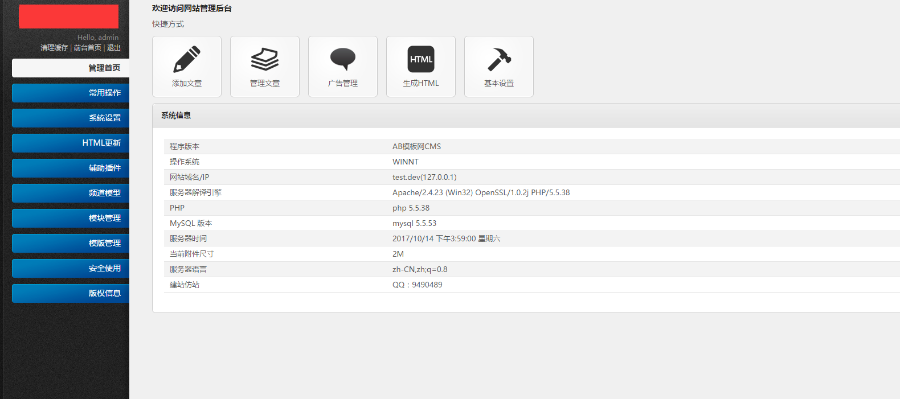 Hello, admin
清理缓存 | 前台首页 | 退出
管理首页
常用操作
系统设置
HTML更新
辅助插件
频道模型
模块管理
模版管理
安全使用
版权信息
欢迎访问网站管理后台
快捷方式
HTML
添加文章 管理文章 广告管理 生成HTML 基本设置
系统信息
程序版本 AB模板网CMS
操作系统 WINNT
网站域名/IP test.dev(127.0.0.1)
服务器解译引擎 Apache/2.4.23 (Win32) OpenSSL/1.0.2j PHP/5.5.38
PHP php 5.5.38
MySQL 版本 mysql 5.5.53
服务器时间 2017/10/14 下午3:59:00 星期六
当前附件尺寸 2M
服务器语言 zh-CN,zh;q=0.8
建站仿站 QQ：9490489